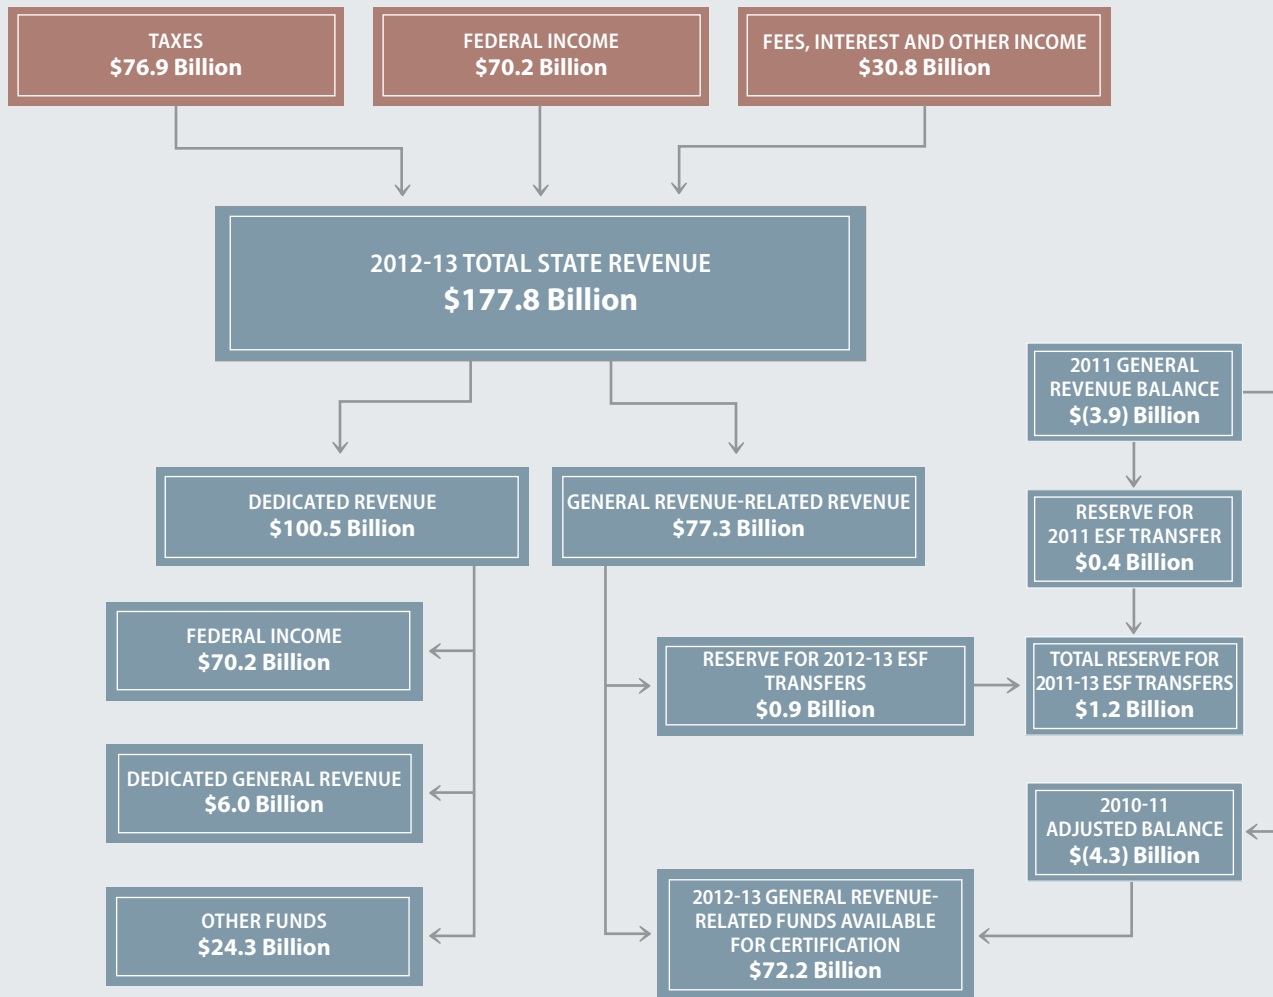 TAXES
$76.9 Billion
FEDERAL INCOME
$70.2 Billion
FEES, INTEREST AND OTHER INCOME
$30.8 Billion
2012-13 TOTAL STATE REVENUE
$177.8 Billion
2011 GENERAL
REVENUE BALANCE
$(3.9) Billion
DEDICATED REVENUE
$100.5 Billion
GENERAL REVENUE-RELATED REVENUE
$77.3 Billion
RESERVE FOR
2011 ESF TRANSFER
$0.4 Billion
FEDERAL INCOME
$70.2 Billion
RESERVE FOR 2012-13 ESF
TRANSFERS
$0.9 Billion
TOTAL RESERVE FOR
2011-13 ESF TRANSFERS
$1.2 Billion
DEDICATED GENERAL REVENUE
$6.0 Billion
2010-11
ADJUSTED BALANCE
$(4.3) Billion
OTHER FUNDS
$24.3 Billion
2012-13 GENERAL REVENUE-
RELATED FUNDS AVAILABLE
FOR CERTIFICATION
$72.2 Billion